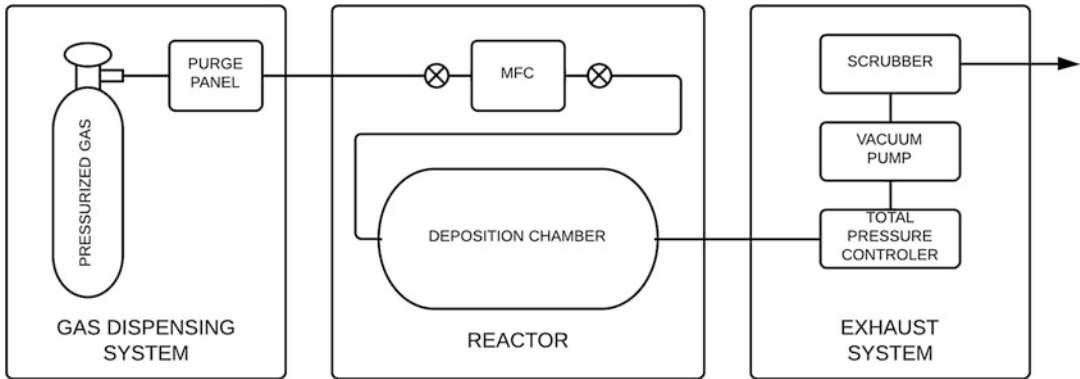 PRESSURIZED GAS
PURGE
PANEL
GAS DISPENSING
SYSTEM
MFC
DEPOSITION CHAMBER
REACTOR
SCRUBBER
VACUUM
PUMP
TOTAL
PRESSURE
CONTROLER
EXHAUST
SYSTEM